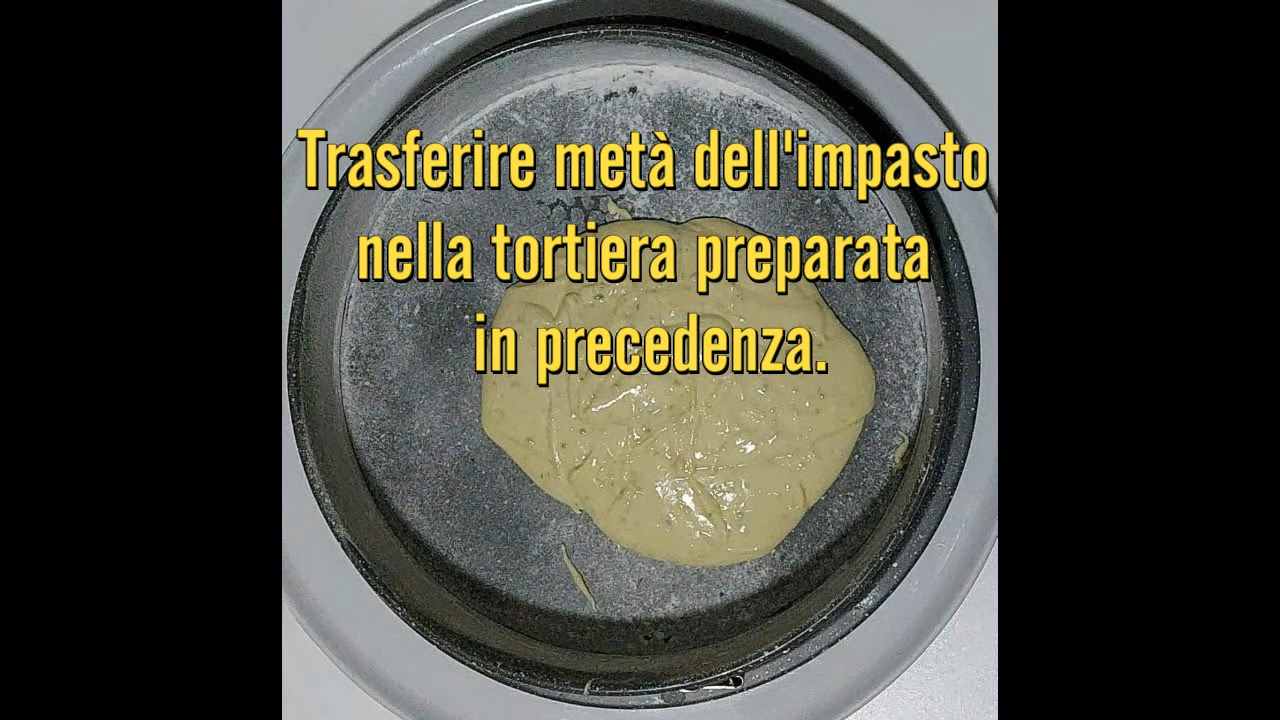 Trasferire metà dell'impasto
nella tortiera preparata
in precedenza.